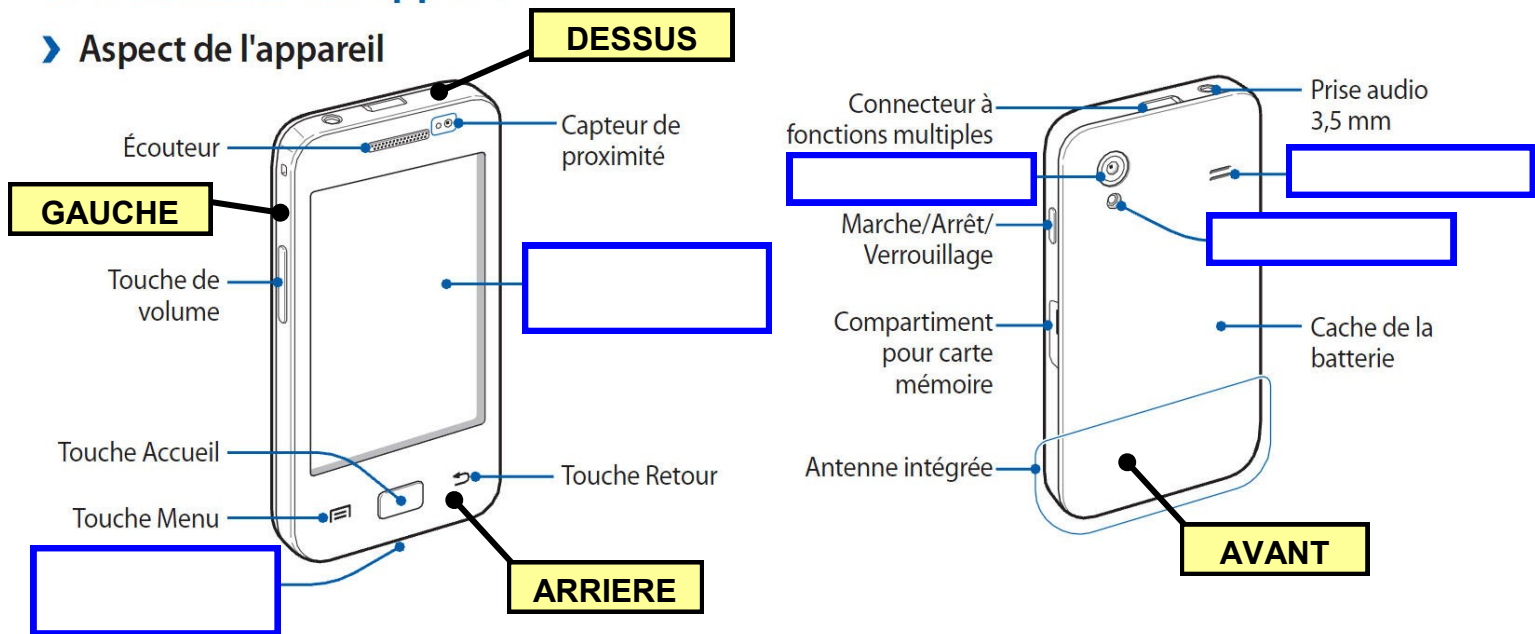 Aspect de l'appareil
DESSUS
Écouteur
Capteur de
proximité
GAUCHE
Touche de
volume
Touche Accueil
Touche Retour
Touche Menu
ARRIERE
Connecteur à
fonctions multiples
Prise audio
3,5 mm
Marche/Arrêt/
Verrouillage
Compartiment
pour carte
mémoire
Cache de la
batterie
Antenne intégrée
AVANT